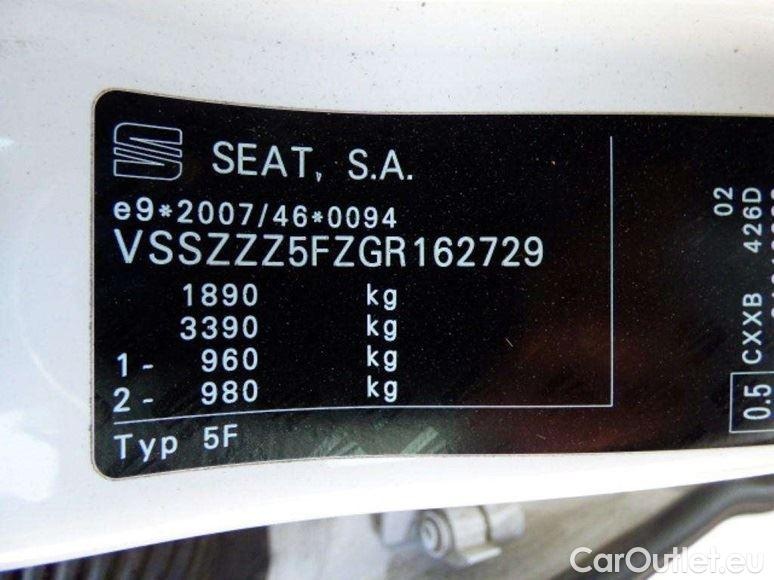 SEAT, S.A.
e9*2007/46*0094
VSSZZZ5FZGR162729
1890 kg
3390 kg
1- 960 kg
2- 980 kg
Typ 5F
02
CXXB 426D
0.5
CarOutlet.eu